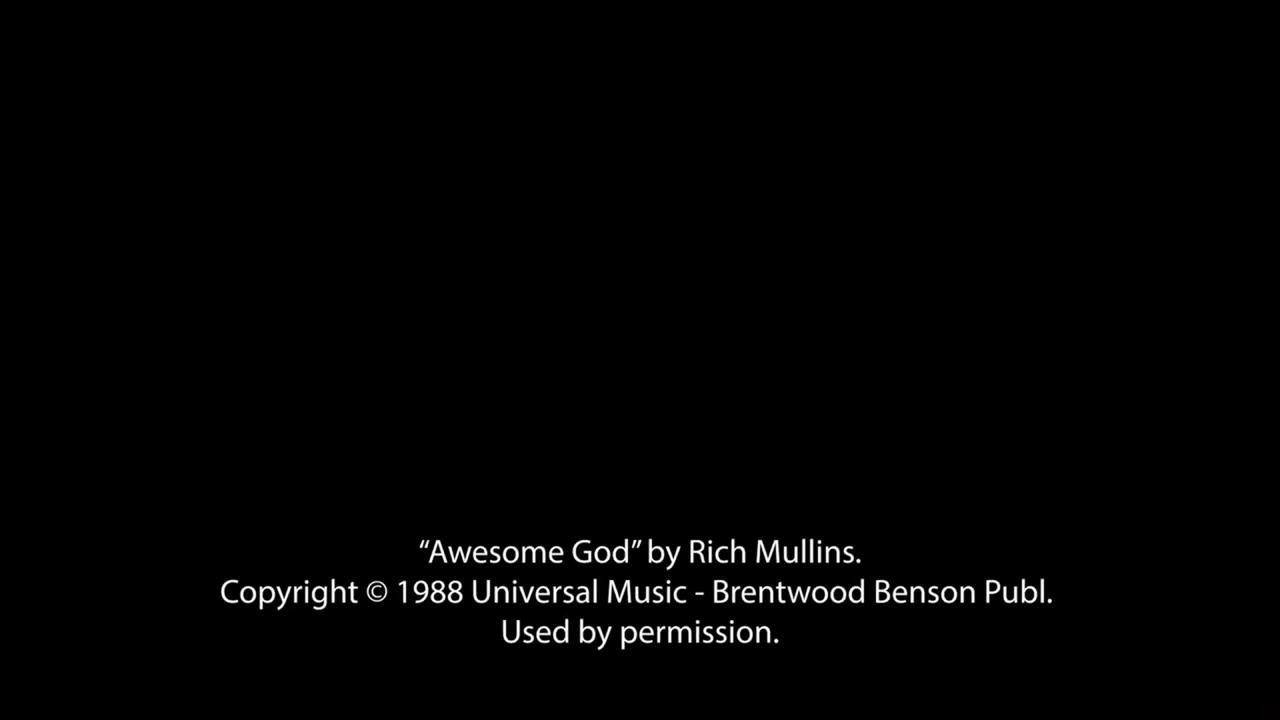 “Awesome God” by Rich Mullins.
Copyright © 1988 Universal Music - Brentwood Benson Publ.
Used by permission.